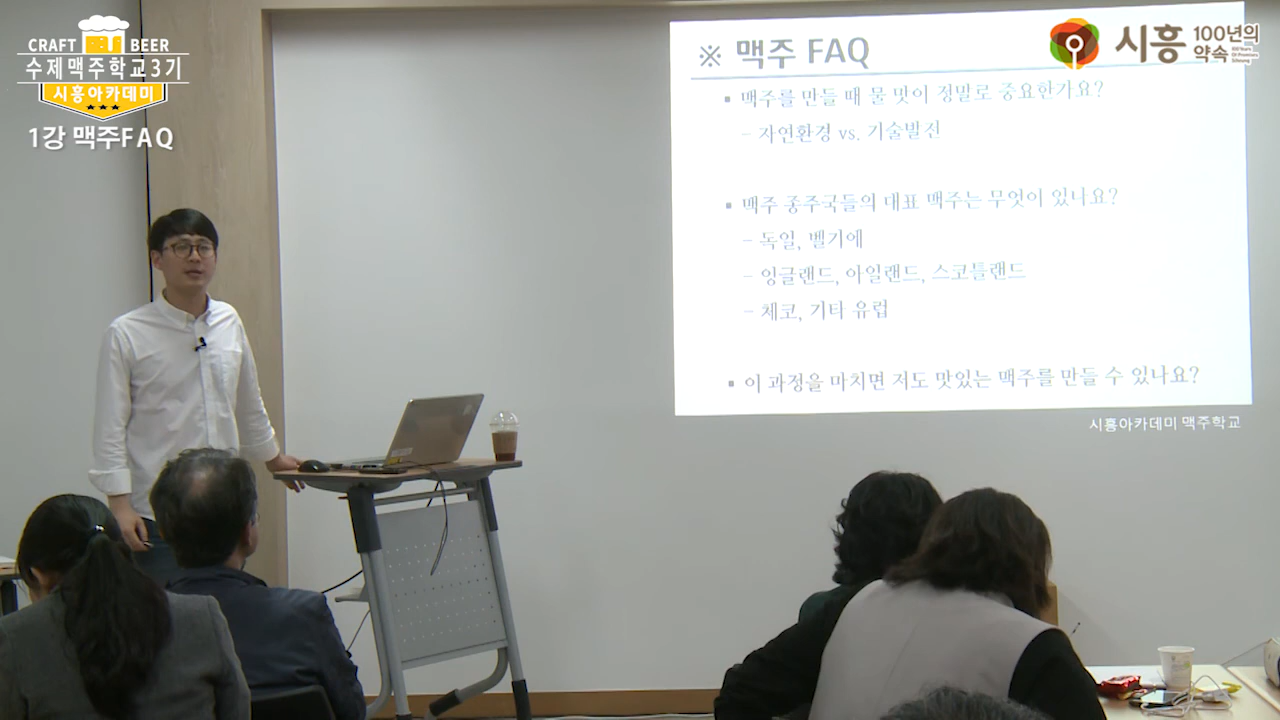 CRAFT BEER
수제맥주학교3기
시흥아카데미
1강 맥주FAQ
시흥 100년의 약속
※ 맥주 FAQ
▪ 맥주를 만들 때 물 맛이 정말로 중요한가요?
– 자연환경 vs. 기술발전
▪ 맥주 종주국들의 대표 맥주는 무엇이 있나요?
– 독일, 벨기에
– 잉글랜드, 아일랜드, 스코틀랜드
– 체코, 기타 유럽
▪ 이 과정을 마치면 저도 맛있는 맥주를 만들 수 있나요?
시흥아카데미 맥주학교